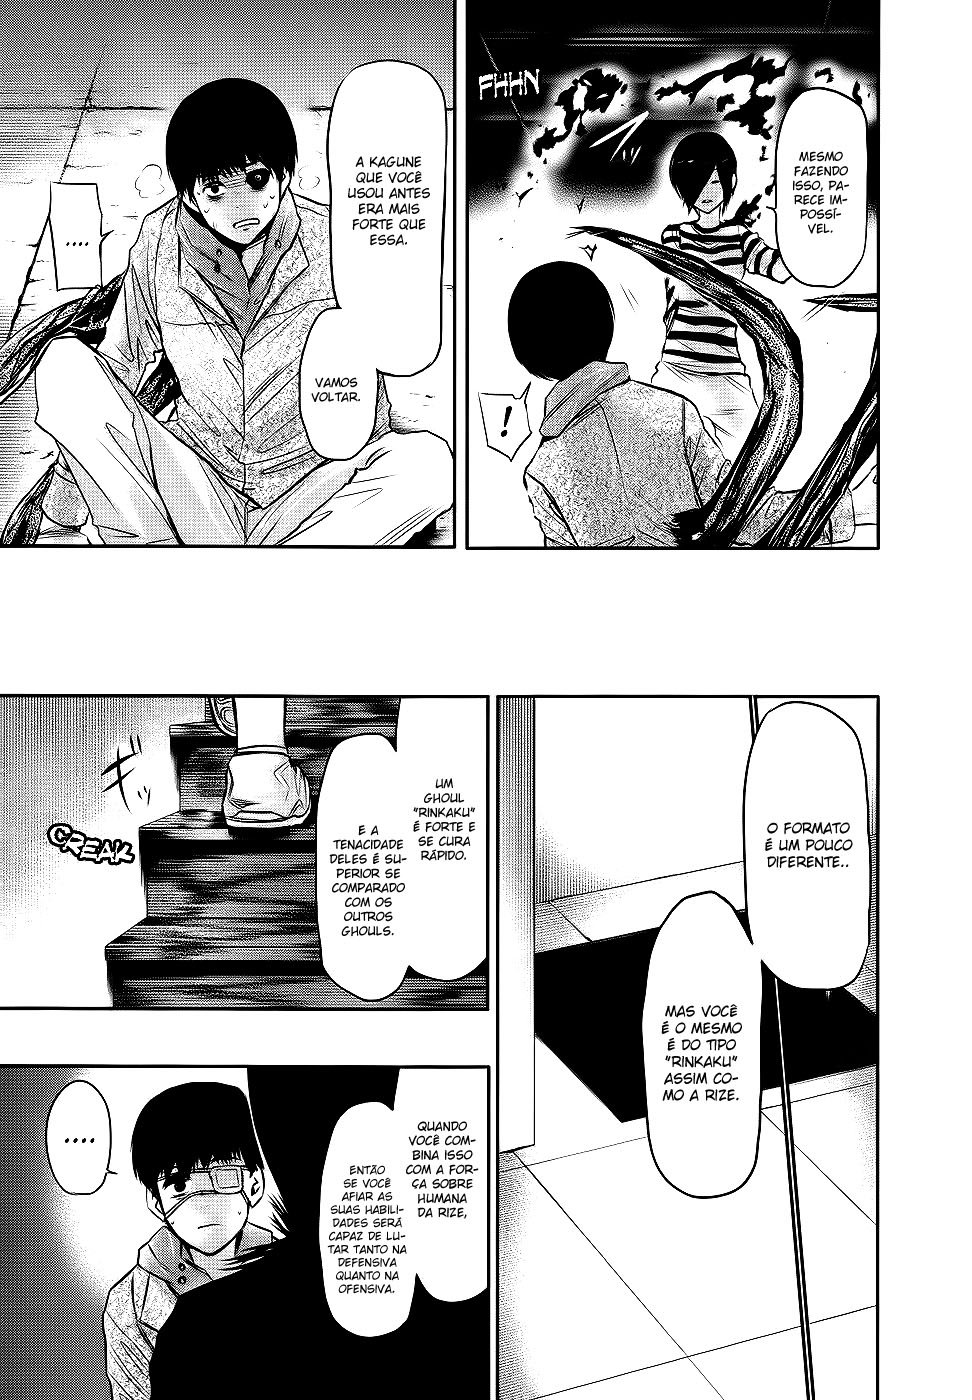 FHHN
MESMO
FAZENDO
ISSO, PA-
RECE IM-
POSSÍ-
VEL.
!
A KAGUNE
QUE VOCÊ
USOU ANTES
ERA MAIS
FORTE QUE
ESSA.
VAMOS
VOLTAR.
....
O FORMATO
É UM POUCO
DIFERENTE..
MAS VOCÊ
É O MESMO
É DO TIPO
"RINKAKU"
ASSIM CO-
MO A RIZE.
UM
GHOUL
"RINKAKU"
É FORTE E
SE CURA
RÁPIDO.
E A
TENACIDADE
DELES É SU-
PERIOR SE
COMPARADO
COM OS
OUTROS
GHOULS.
CREAK
QUANDO
VOCÊ COM-
BINA ISSO
COM A FOR-
ÇA SOBRE
HUMANA
DA RIZE,
ENTÃO
SE VOCÊ
AFIAR AS
SUAS HABILI-
DADES SERÁ
CAPAZ DE LU-
TAR TANTO NA
DEFENSIVA
QUANTO NA
OFENSIVA.
....